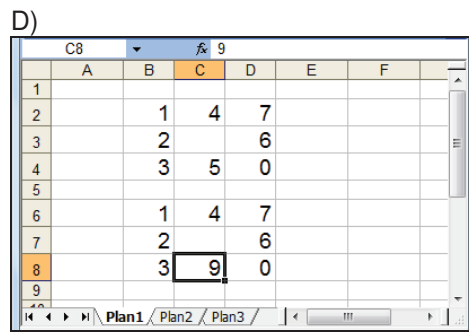 D)
C8 fx 9
A B C D E F
1
2 1 4 7
3 2 6
4 3 5 0
5
6 1 4 7
7 2 6
8 3 9 0
9
Plan1 / Plan2 / Plan3 /